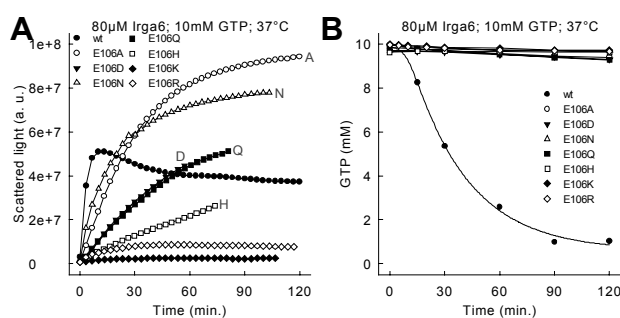 A
80µM Irga6; 10mM GTP; 37°C
1e+8
8e+7
6e+7
4e+7
2e+7
0
Scattered light (a. u.)
wt
E106A
E106D
E106N
E106Q
E106H
E106K
E106R
A
N
D
Q
H
0 30 60 90 120
Time (min.)
B
80µM Irga6; 10mM GTP; 37°C
10
8
6
4
2
0
GTP (mM)
wt
E106A
E106D
E106N
E106Q
E106H
E106K
E106R
0 30 60 90 120
Time (min.)